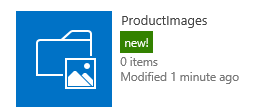 ProductImages
new!
0 items
Modified 1 minute ago